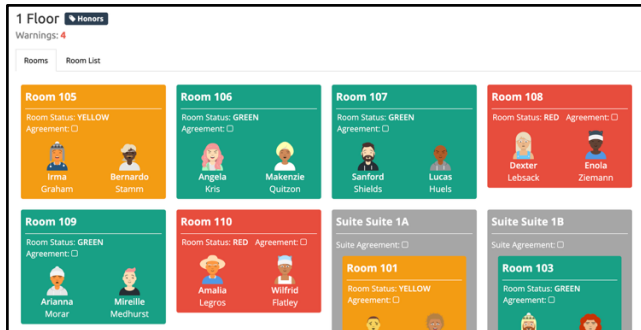 1 Floor Honors
Warnings: 4
Rooms Room List
Room 105
Room Status: YELLOW
Agreement:
Irma
Graham
Bernardo
Stamm
Room 106
Room Status: GREEN
Agreement:
Angela
Kris
Makenzie
Quitzon
Room 107
Room Status: GREEN
Agreement:
Sanford
Shields
Lucas
Huels
Room 108
Room Status: RED Agreement:
Dexter
Lebsack
Enola
Ziemann
Room 109
Room Status: GREEN
Agreement:
Arianna
Morar
Mireille
Medhurst
Room 110
Room Status: RED Agreement:
Amalia
Legros
Wilfrid
Flatley
Suite Suite 1A
Suite Agreement:
Room 101
Room Status: YELLOW
Agreement:
Suite Suite 1B
Suite Agreement:
Room 103
Room Status: GREEN
Agreement: